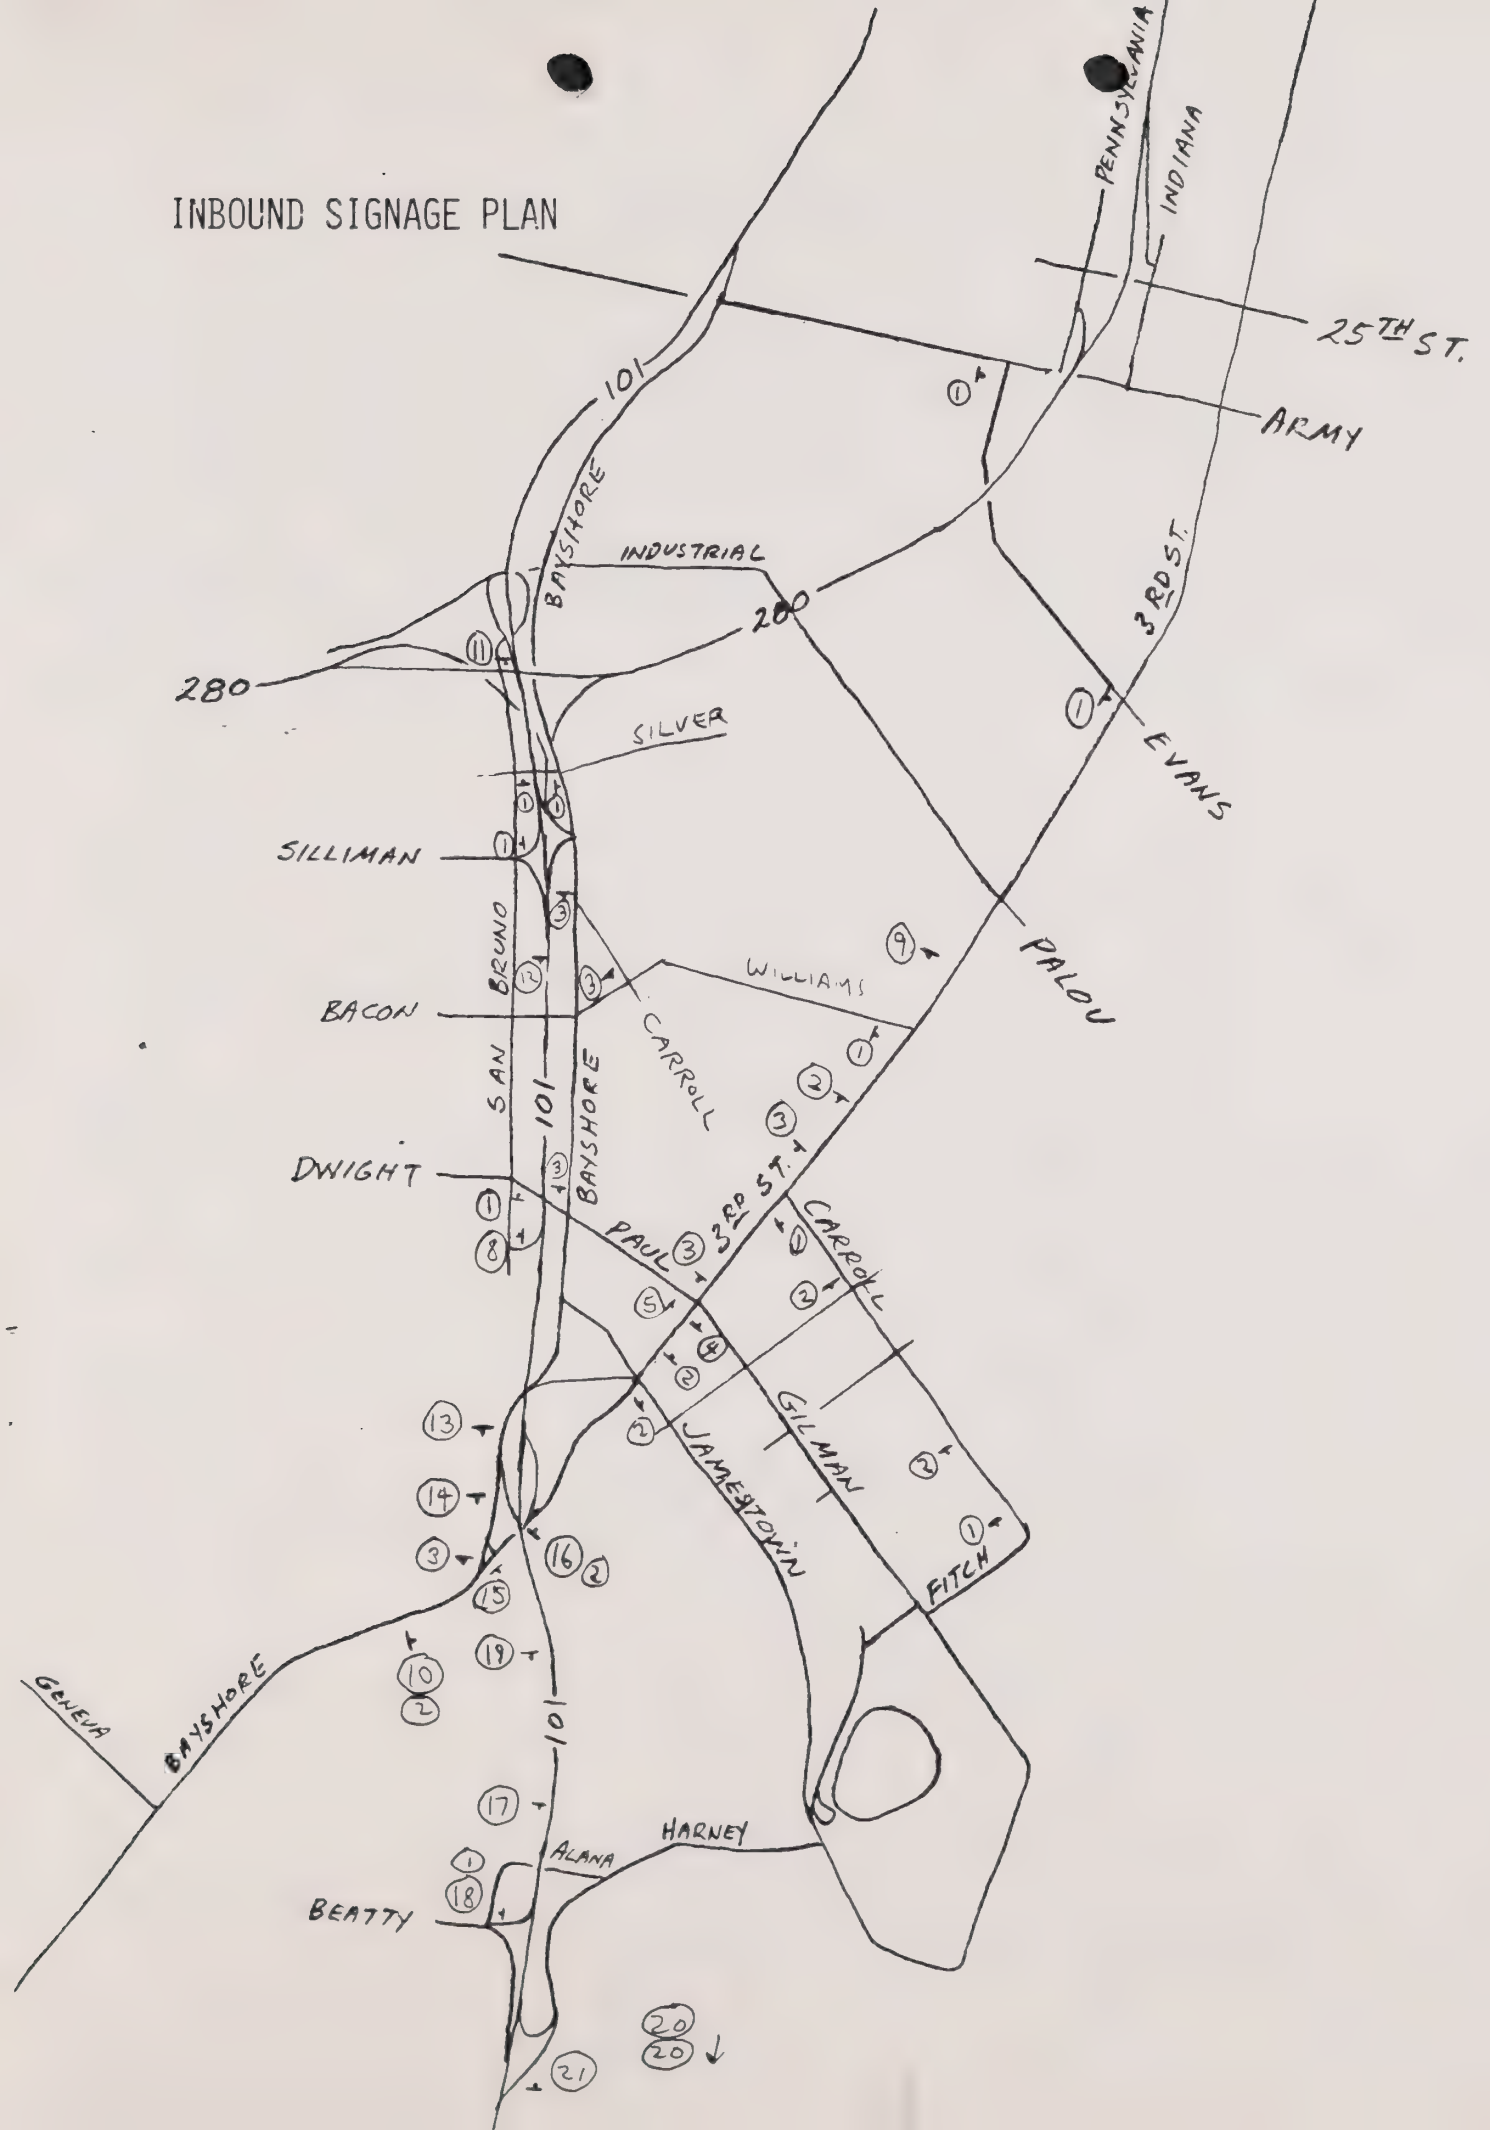 PENNSYLVANIA
INDIANA
INBOUND SIGNAGE PLAN
25TH ST.
101
1
ARMY
BAYSHORE
INDUSTRIAL
3RD ST.
280
11
280
SILVER
1
EVANS
1
1
1
SILLIMAN
3
SAN BRUNO
9
PALOU
12
3
WILLIAMS
BACON
CARROLL
1
2
101
BAYSHORE
3
DWIGHT
3
1
8
PAUL
3
3RD ST.
CARROLL
1
2
5
4
2
2
13
JAMESTOWN
GILMAN
2
14
1
3
16
2
15
FITCH
19
10
2
GENEVA
BAYSHORE
101
17
HARNEY
ALANA
1
18
BEATTY
20
20
21